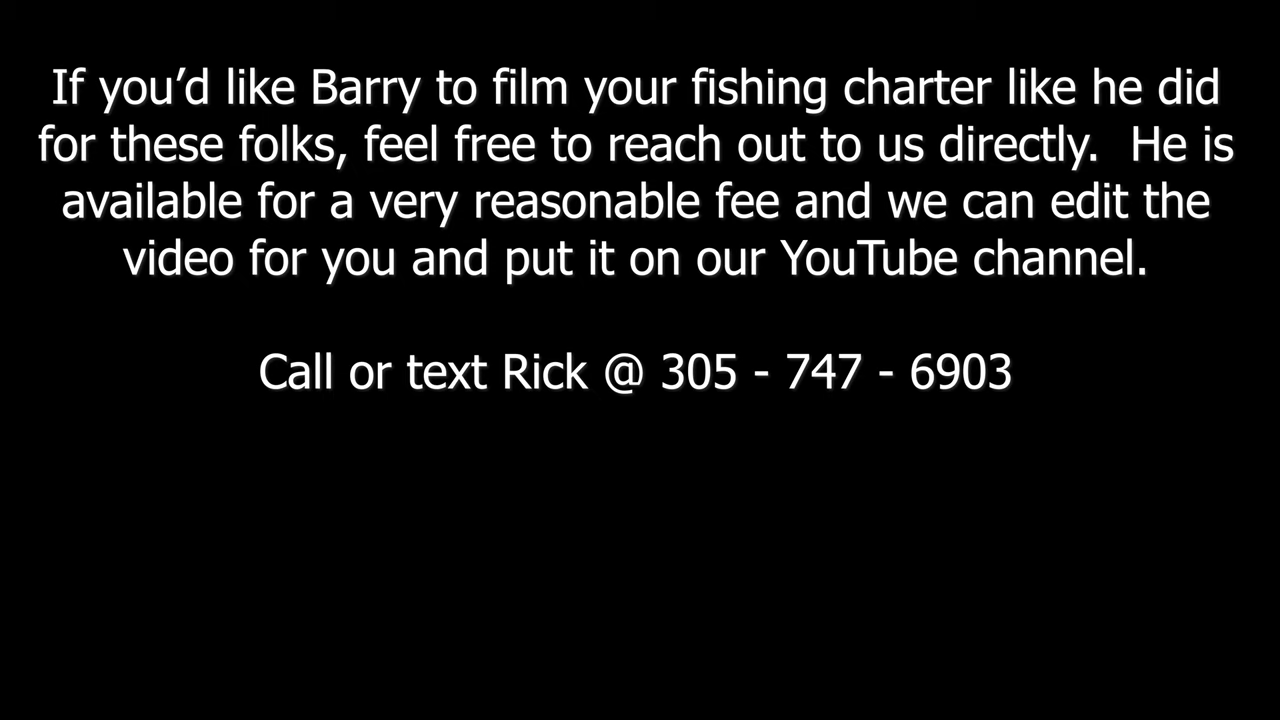 If you’d like Barry to film your fishing charter like he did
for these folks, feel free to reach out to us directly.  He is
available for a very reasonable fee and we can edit the
video for you and put it on our YouTube channel.
Call or text Rick @ 305 - 747 - 6903